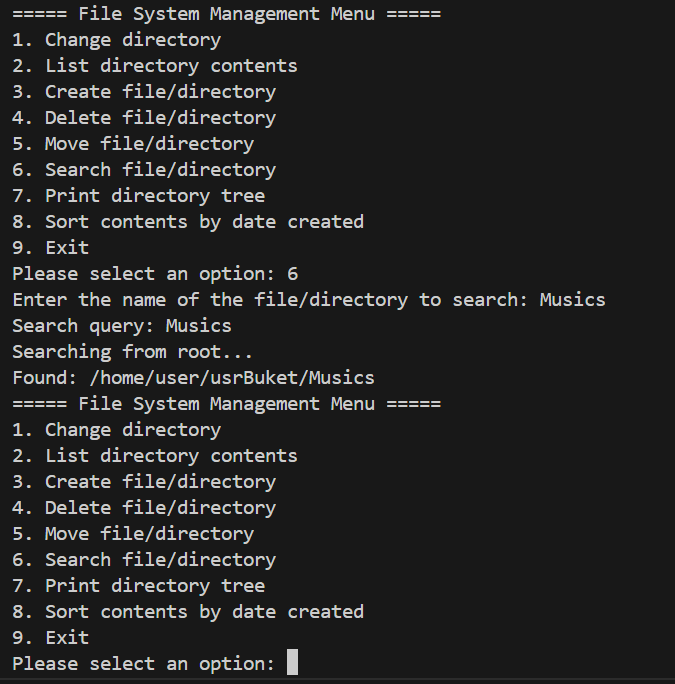 ===== File System Management Menu =====
1. Change directory
2. List directory contents
3. Create file/directory
4. Delete file/directory
5. Move file/directory
6. Search file/directory
7. Print directory tree
8. Sort contents by date created
9. Exit
Please select an option: 6
Enter the name of the file/directory to search: Musics
Search query: Musics
Searching from root...
Found: /home/user/usrBuket/Musics
===== File System Management Menu =====
1. Change directory
2. List directory contents
3. Create file/directory
4. Delete file/directory
5. Move file/directory
6. Search file/directory
7. Print directory tree
8. Sort contents by date created
9. Exit
Please select an option: